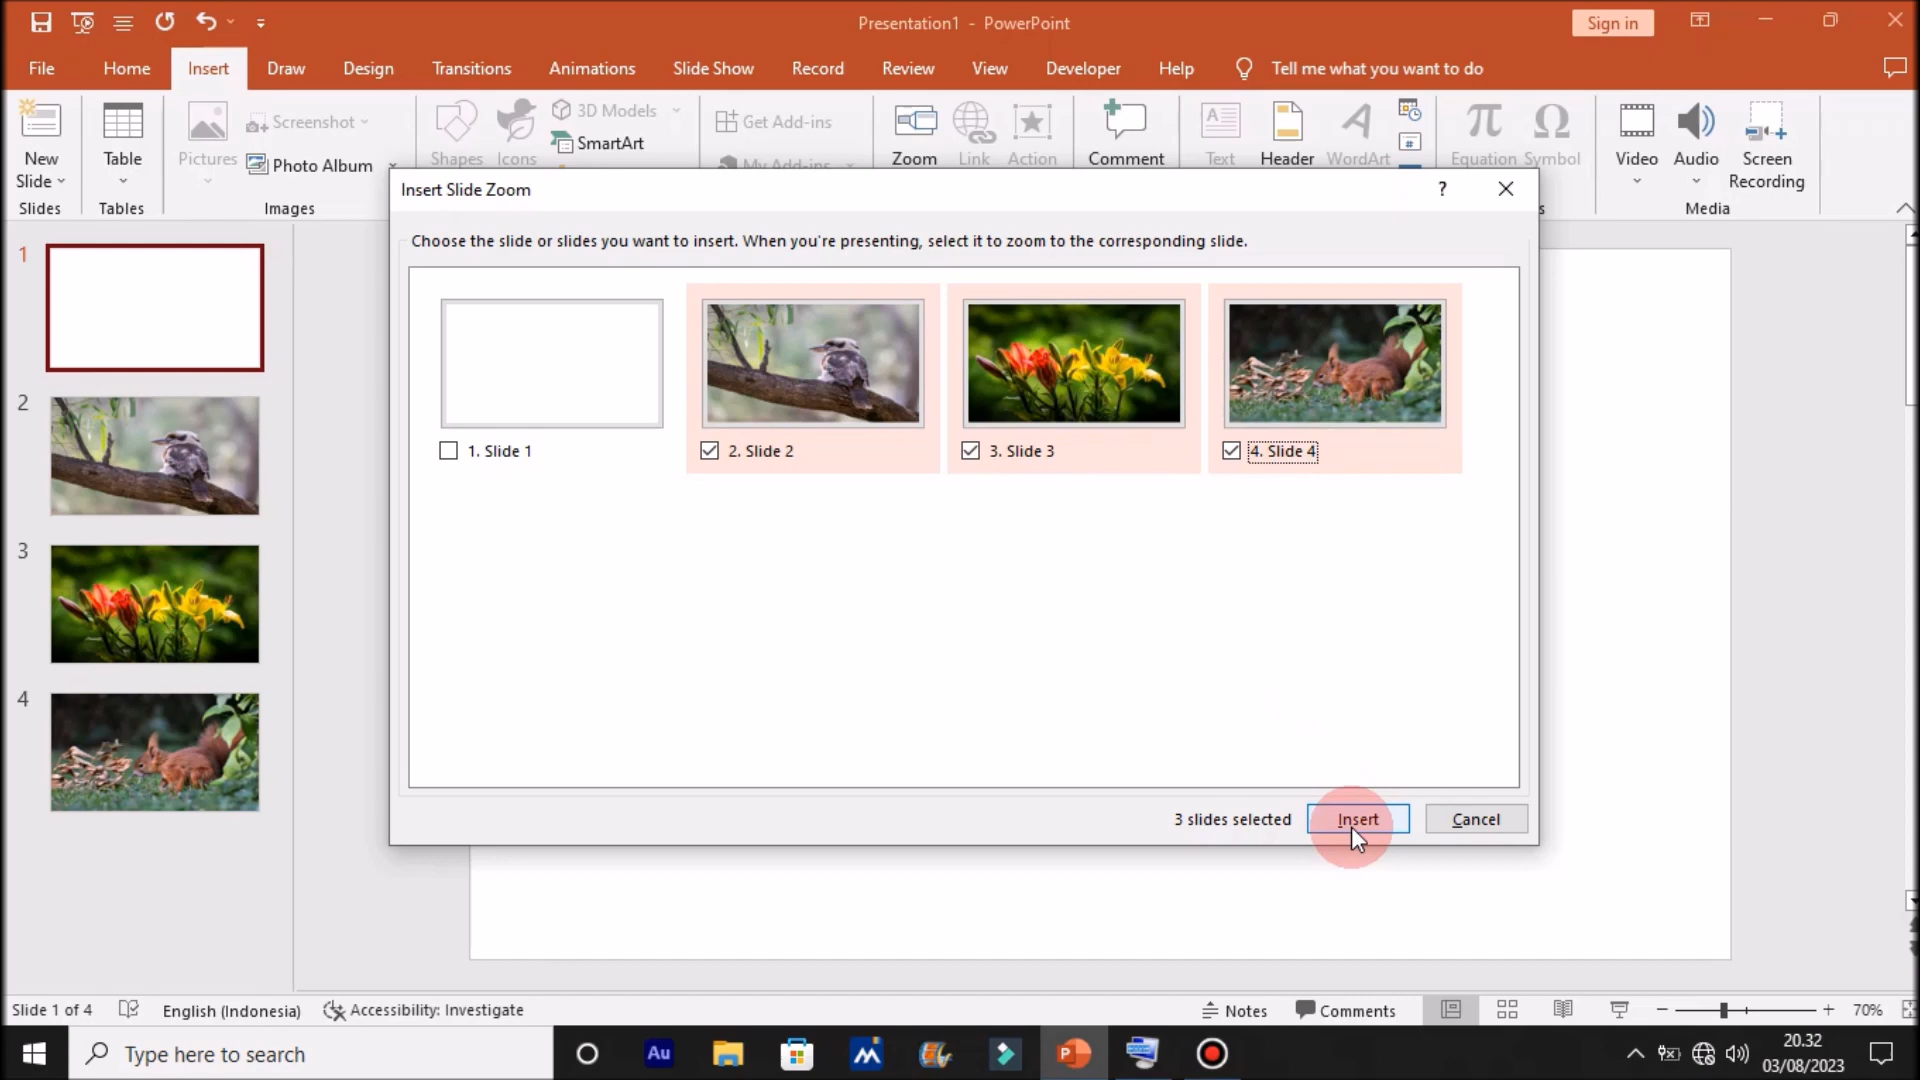 Presentation1 - PowerPoint
Sign in
File Home Insert Draw Design Transitions Animations Slide Show Record Review View Developer Help Tell me what you want to do
New Slide
Slides
Table
Tables
Pictures
Screenshot
Photo Album
Images
Shapes
Icons
3D Models
SmartArt
Get Add-ins
My Add-ins
Zoom
Link
Action
Comment
Text
Header
WordArt
Equation
Symbol
Video
Audio
Screen Recording
Media
Insert Slide Zoom
?
Choose the slide or slides you want to insert. When you're presenting, select it to zoom to the corresponding slide.
1. Slide 1
2. Slide 2
3. Slide 3
4. Slide 4
3 slides selected
Insert
Cancel
1
2
3
4
Slide 1 of 4
English (Indonesia)
Accessibility: Investigate
Notes
Comments
70%
Type here to search
Au
20.32
03/08/2023